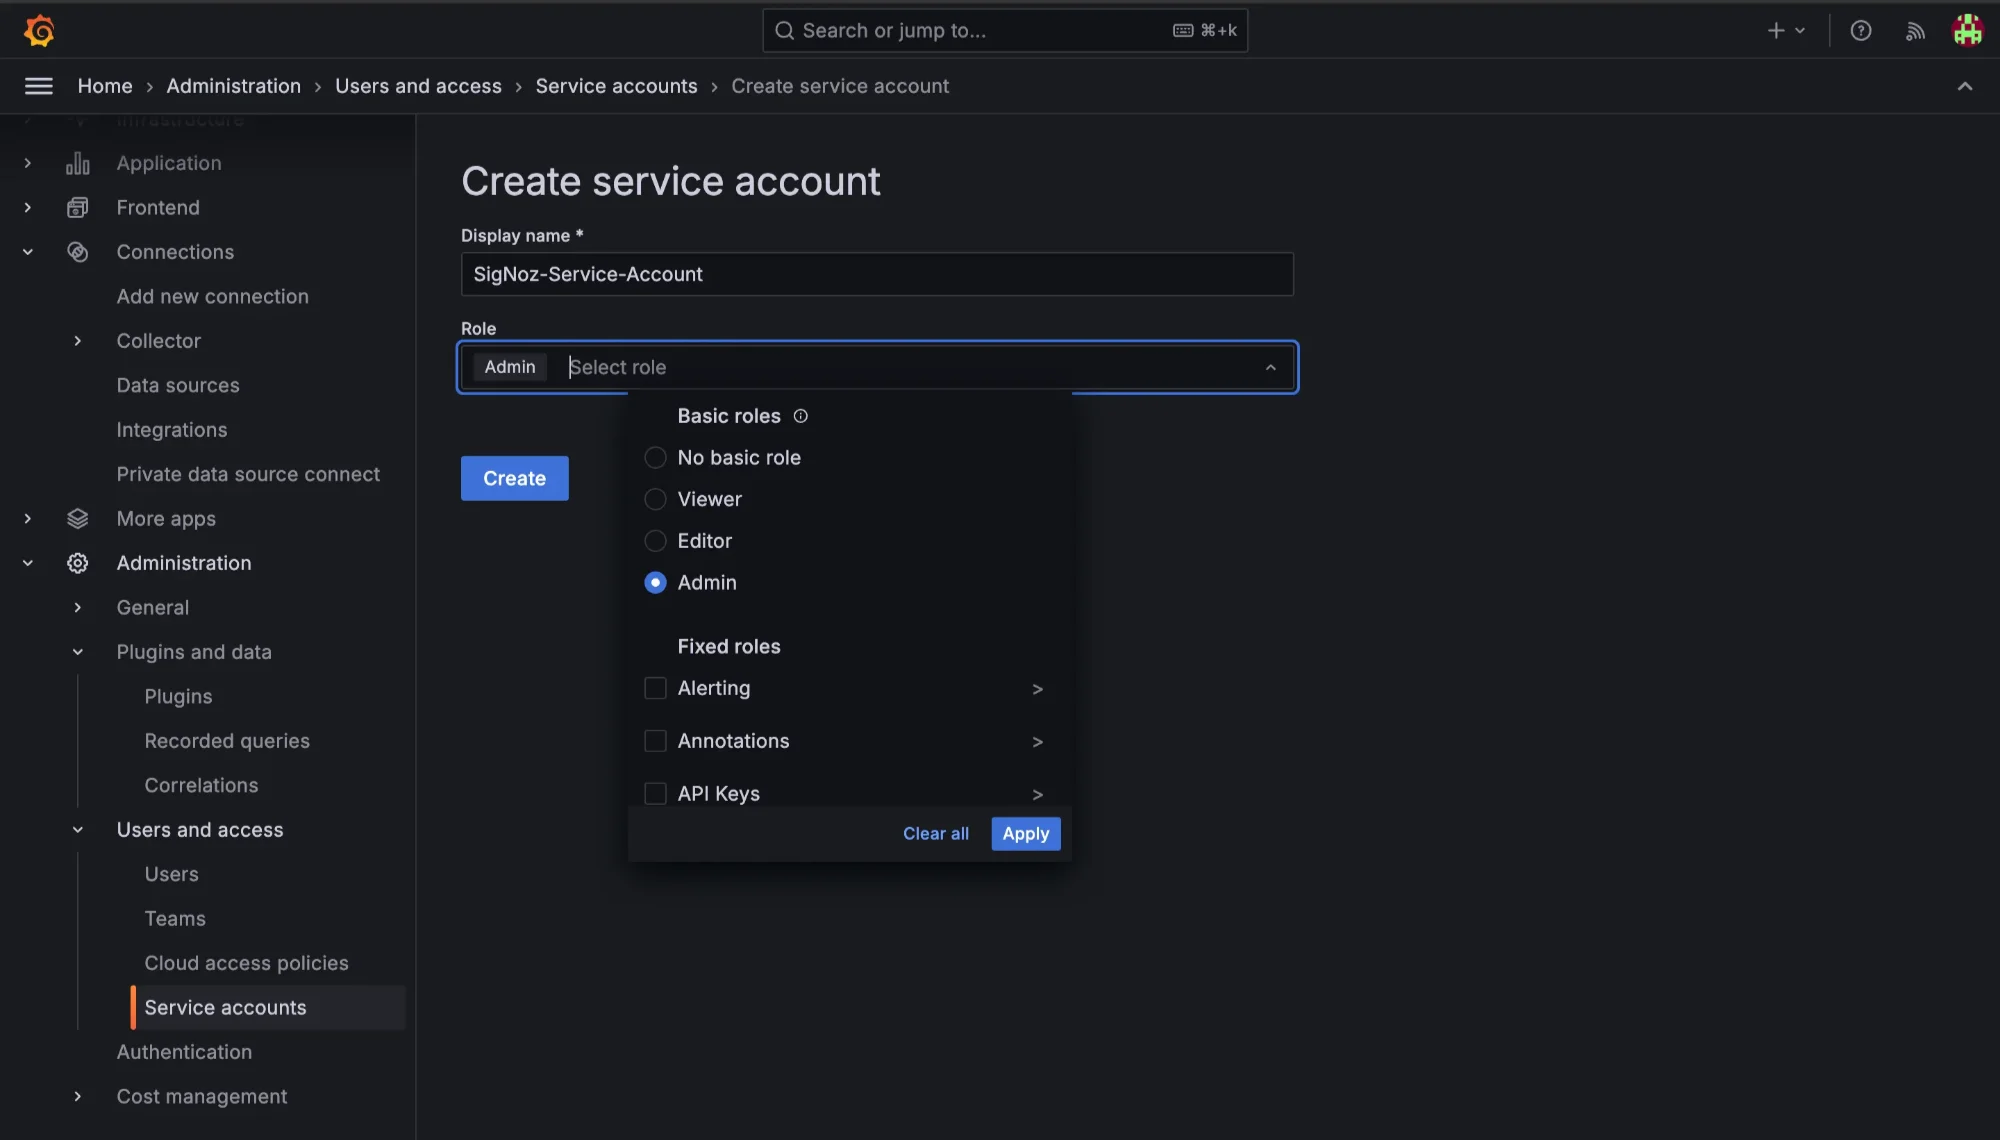 Search or jump to...
⌘+k
Home › Administration › Users and access › Service accounts › Create service account
Infrastructure
Application
Frontend
Connections
Add new connection
Collector
Data sources
Integrations
Private data source connect
More apps
Administration
General
Plugins and data
Plugins
Recorded queries
Correlations
Users and access
Users
Teams
Cloud access policies
Service accounts
Authentication
Cost management
Create service account
Display name *
SigNoz-Service-Account
Role
Admin Select role
Create
Basic roles
No basic role
Viewer
Editor
Admin
Fixed roles
Alerting >
Annotations >
API Keys >
Clear all Apply